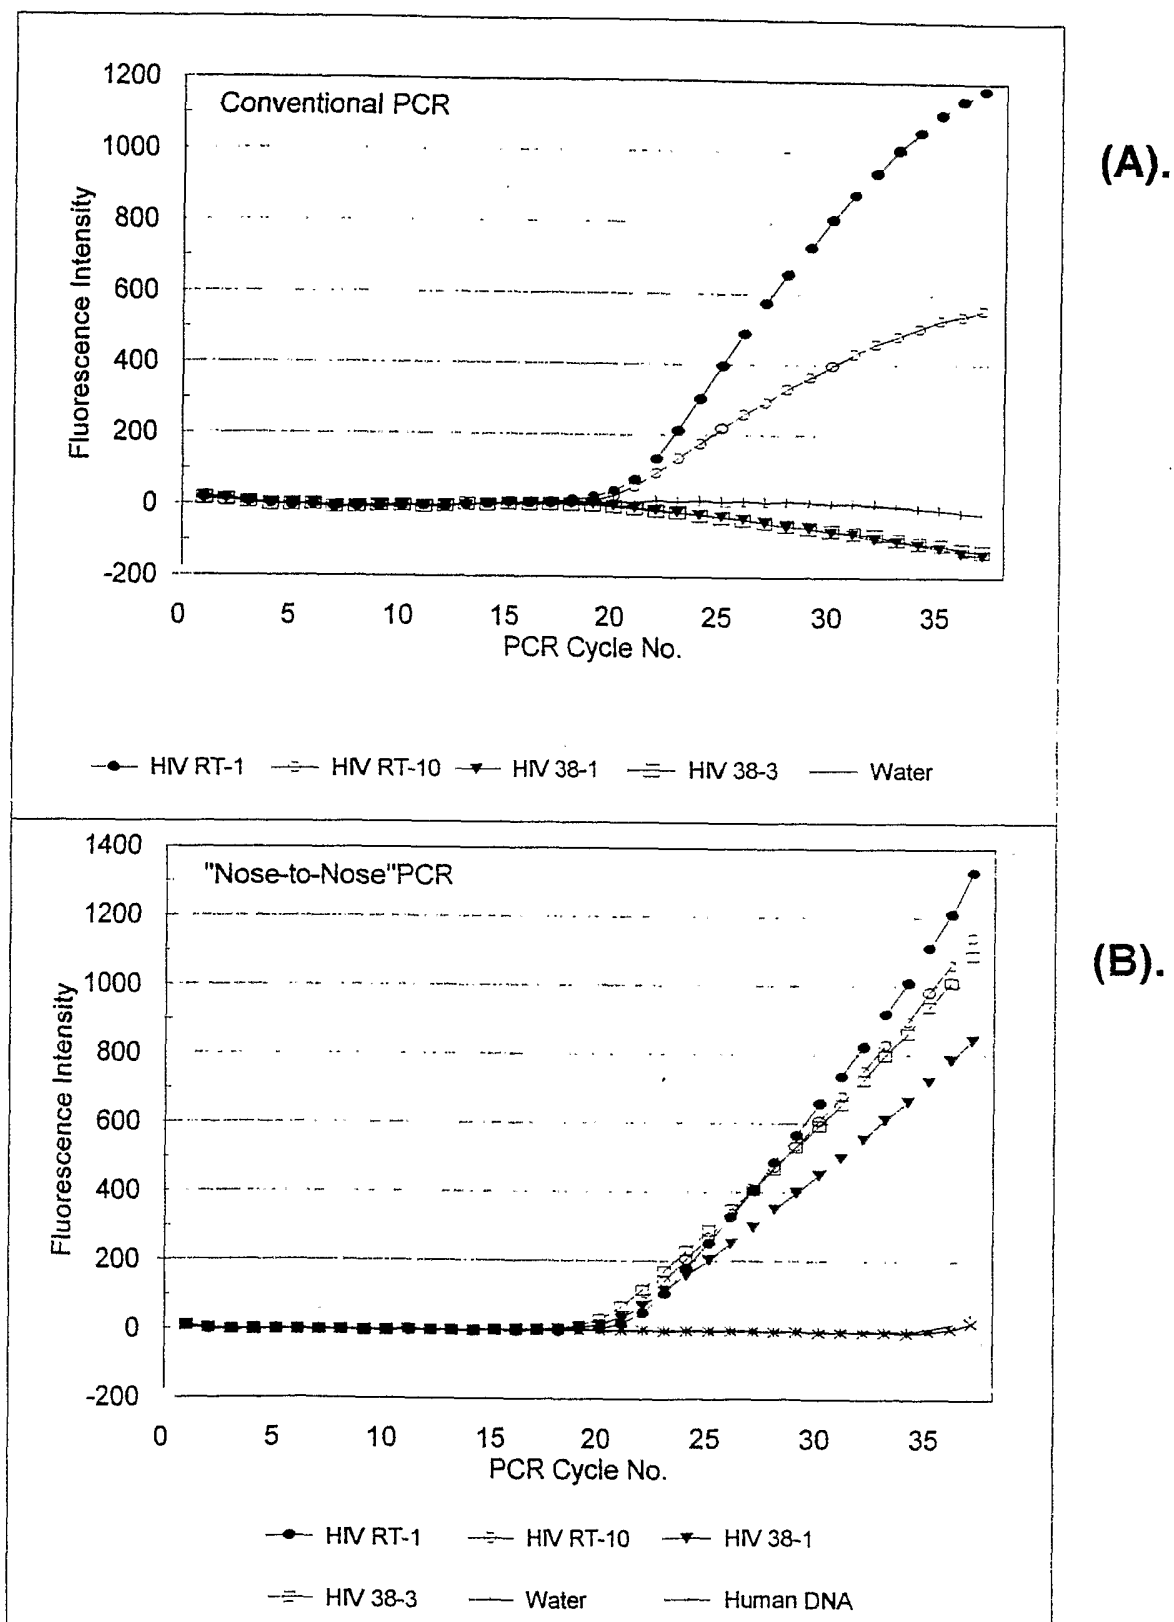 1200
Conventional PCR
1000
(A).
800
600
400
200
0
-200
Fluorescence Intensity
0 5 10 15 20 25 30 35
PCR Cycle No.
HIV RT-1 HIV RT-10 HIV 38-1 HIV 38-3 Water
1400
"Nose-to-Nose"PCR
1200
(B).
1000
800
600
400
200
0
-200
Fluorescence Intensity
0 5 10 15 20 25 30 35
PCR Cycle No.
HIV RT-1 HIV RT-10 HIV 38-1
HIV 38-3 Water Human DNA